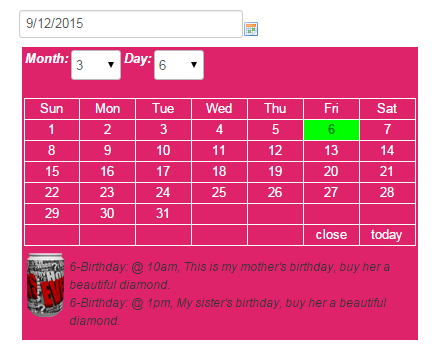 9/12/2015
Month: 3 Day: 6
Sun Mon Tue Wed Thu Fri Sat
1 2 3 4 5 6 7
8 9 10 11 12 13 14
15 16 17 18 19 20 21
22 23 24 25 26 27 28
29 30 31
close today
6-Birthday: @ 10am, This is my mother's birthday, buy her a
beautiful diamond.
6-Birthday: @ 1pm, My sister's birthday, buy her a beautiful
diamond.